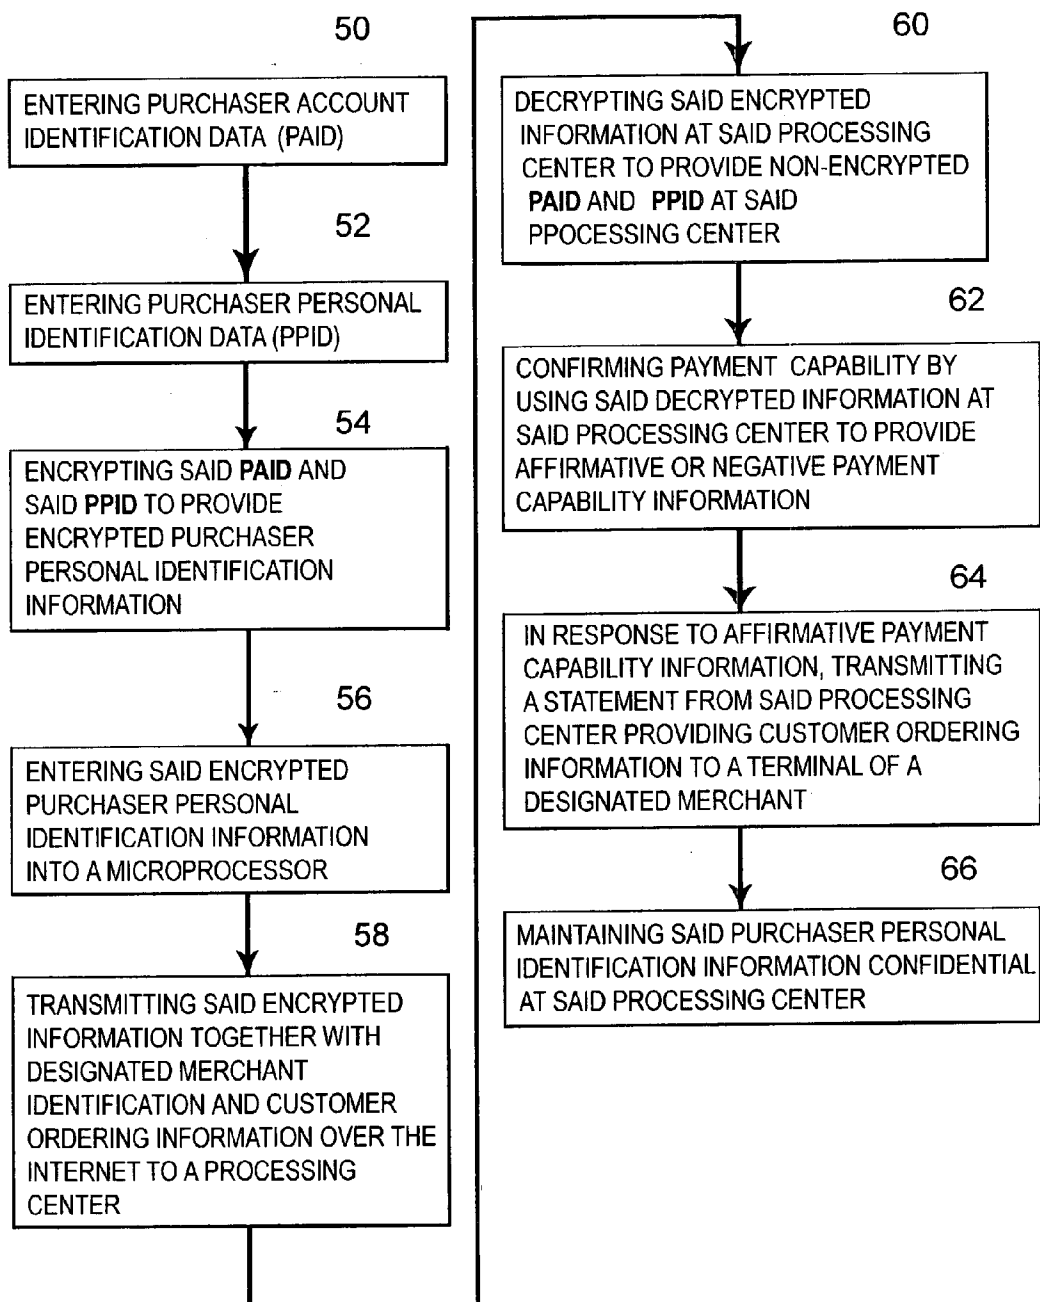 50
ENTERING PURCHASER ACCOUNT
IDENTIFICATION DATA (PAID)
52
ENTERING PURCHASER PERSONAL
IDENTIFICATION DATA (PPID)
54
ENCRYPTING SAID PAID AND
SAID PPID TO PROVIDE
ENCRYPTED PURCHASER
PERSONAL IDENTIFICATION
INFORMATION
56
ENTERING SAID ENCRYPTED
PURCHASER PERSONAL
IDENTIFICATION INFORMATION
INTO A MICROPROCESSOR
58
TRANSMITTING SAID ENCRYPTED
INFORMATION TOGETHER WITH
DESIGNATED MERCHANT
IDENTIFICATION AND CUSTOMER
ORDERING INFORMATION OVER THE
INTERNET TO A PROCESSING
CENTER
60
DECRYPTING SAID ENCRYPTED
INFORMATION AT SAID PROCESSING
CENTER TO PROVIDE NON-ENCRYPTED
PAID AND PPID AT SAID
PPOCESSING CENTER
62
CONFIRMING PAYMENT CAPABILITY BY
USING SAID DECRYPTED INFORMATION AT
SAID PROCESSING CENTER TO PROVIDE
AFFIRMATIVE OR NEGATIVE PAYMENT
CAPABILITY INFORMATION
64
IN RESPONSE TO AFFIRMATIVE PAYMENT
CAPABILITY INFORMATION, TRANSMITTING
A STATEMENT FROM SAID PROCESSING
CENTER PROVIDING CUSTOMER ORDERING
INFORMATION TO A TERMINAL OF A
DESIGNATED MERCHANT
66
MAINTAINING SAID PURCHASER PERSONAL
IDENTIFICATION INFORMATION CONFIDENTIAL
AT SAID PROCESSING CENTER